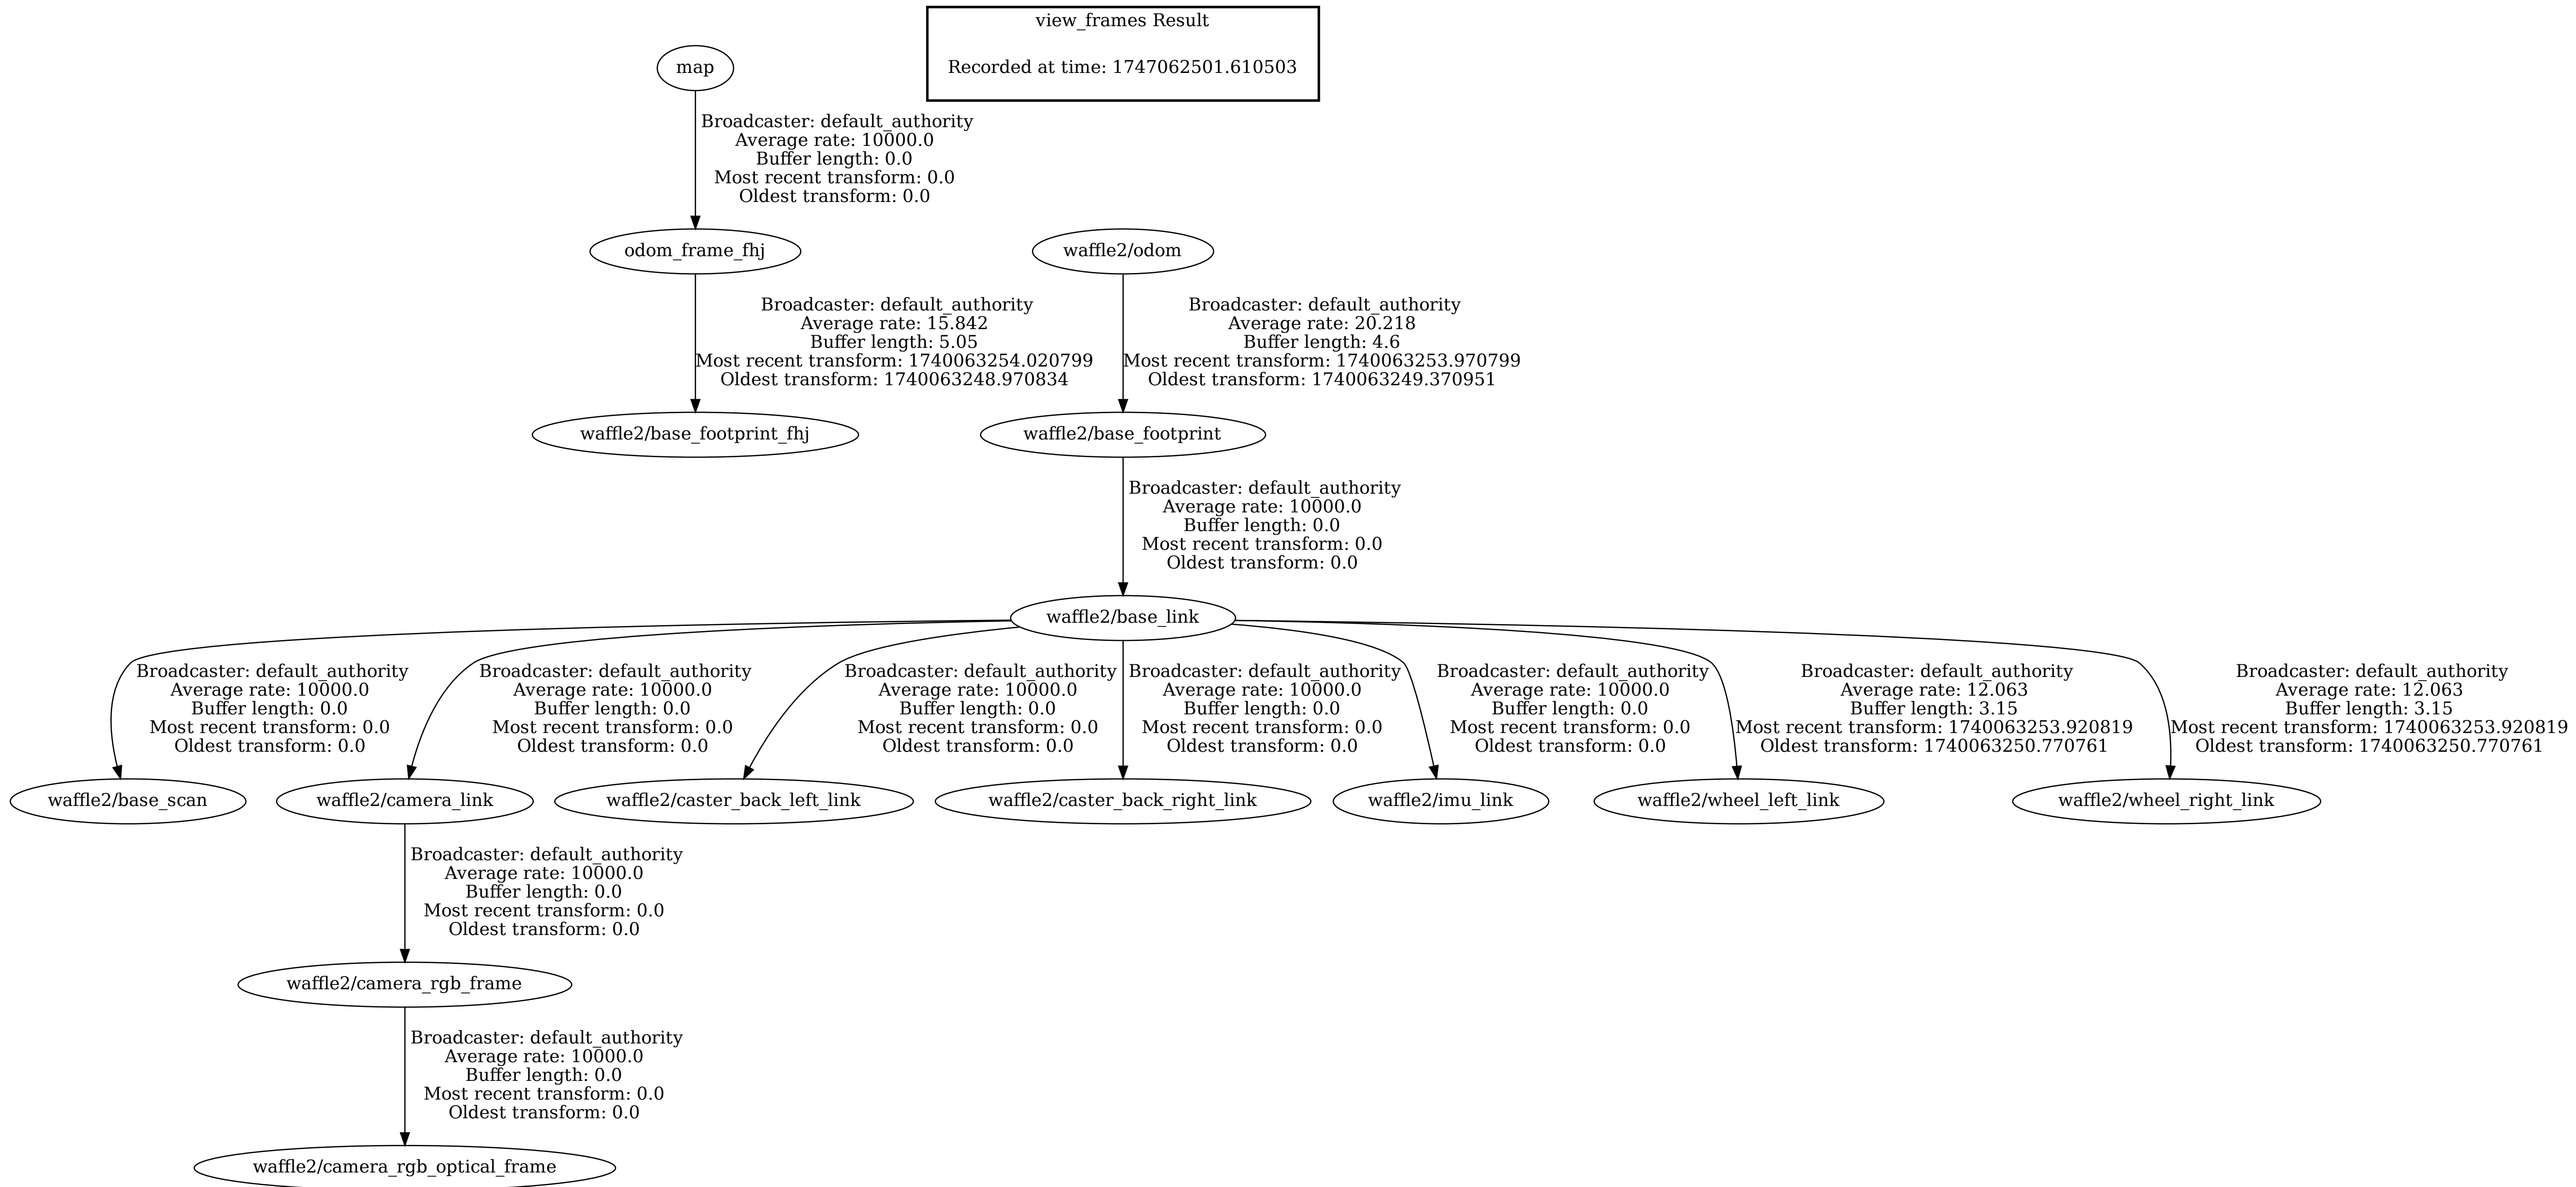 view_frames Result
Recorded at time: 1747062501.610503
map
Broadcaster: default_authority
Average rate: 10000.0
Buffer length: 0.0
Most recent transform: 0.0
Oldest transform: 0.0
odom_frame_fhj
waffle2/odom
Broadcaster: default_authority
Average rate: 15.842
Buffer length: 5.05
Most recent transform: 1740063254.020799
Oldest transform: 1740063248.970834
Broadcaster: default_authority
Average rate: 20.218
Buffer length: 4.6
Most recent transform: 1740063253.970799
Oldest transform: 1740063249.370951
waffle2/base_footprint_fhj
waffle2/base_footprint
Broadcaster: default_authority
Average rate: 10000.0
Buffer length: 0.0
Most recent transform: 0.0
Oldest transform: 0.0
waffle2/base_link
Broadcaster: default_authority
Average rate: 10000.0
Buffer length: 0.0
Most recent transform: 0.0
Oldest transform: 0.0
Broadcaster: default_authority
Average rate: 10000.0
Buffer length: 0.0
Most recent transform: 0.0
Oldest transform: 0.0
Broadcaster: default_authority
Average rate: 10000.0
Buffer length: 0.0
Most recent transform: 0.0
Oldest transform: 0.0
Broadcaster: default_authority
Average rate: 10000.0
Buffer length: 0.0
Most recent transform: 0.0
Oldest transform: 0.0
Broadcaster: default_authority
Average rate: 10000.0
Buffer length: 0.0
Most recent transform: 0.0
Oldest transform: 0.0
Broadcaster: default_authority
Average rate: 12.063
Buffer length: 3.15
Most recent transform: 1740063253.920819
Oldest transform: 1740063250.770761
Broadcaster: default_authority
Average rate: 12.063
Buffer length: 3.15
Most recent transform: 1740063253.920819
Oldest transform: 1740063250.770761
waffle2/base_scan
waffle2/camera_link
waffle2/caster_back_left_link
waffle2/caster_back_right_link
waffle2/imu_link
waffle2/wheel_left_link
waffle2/wheel_right_link
Broadcaster: default_authority
Average rate: 10000.0
Buffer length: 0.0
Most recent transform: 0.0
Oldest transform: 0.0
waffle2/camera_rgb_frame
Broadcaster: default_authority
Average rate: 10000.0
Buffer length: 0.0
Most recent transform: 0.0
Oldest transform: 0.0
waffle2/camera_rgb_optical_frame